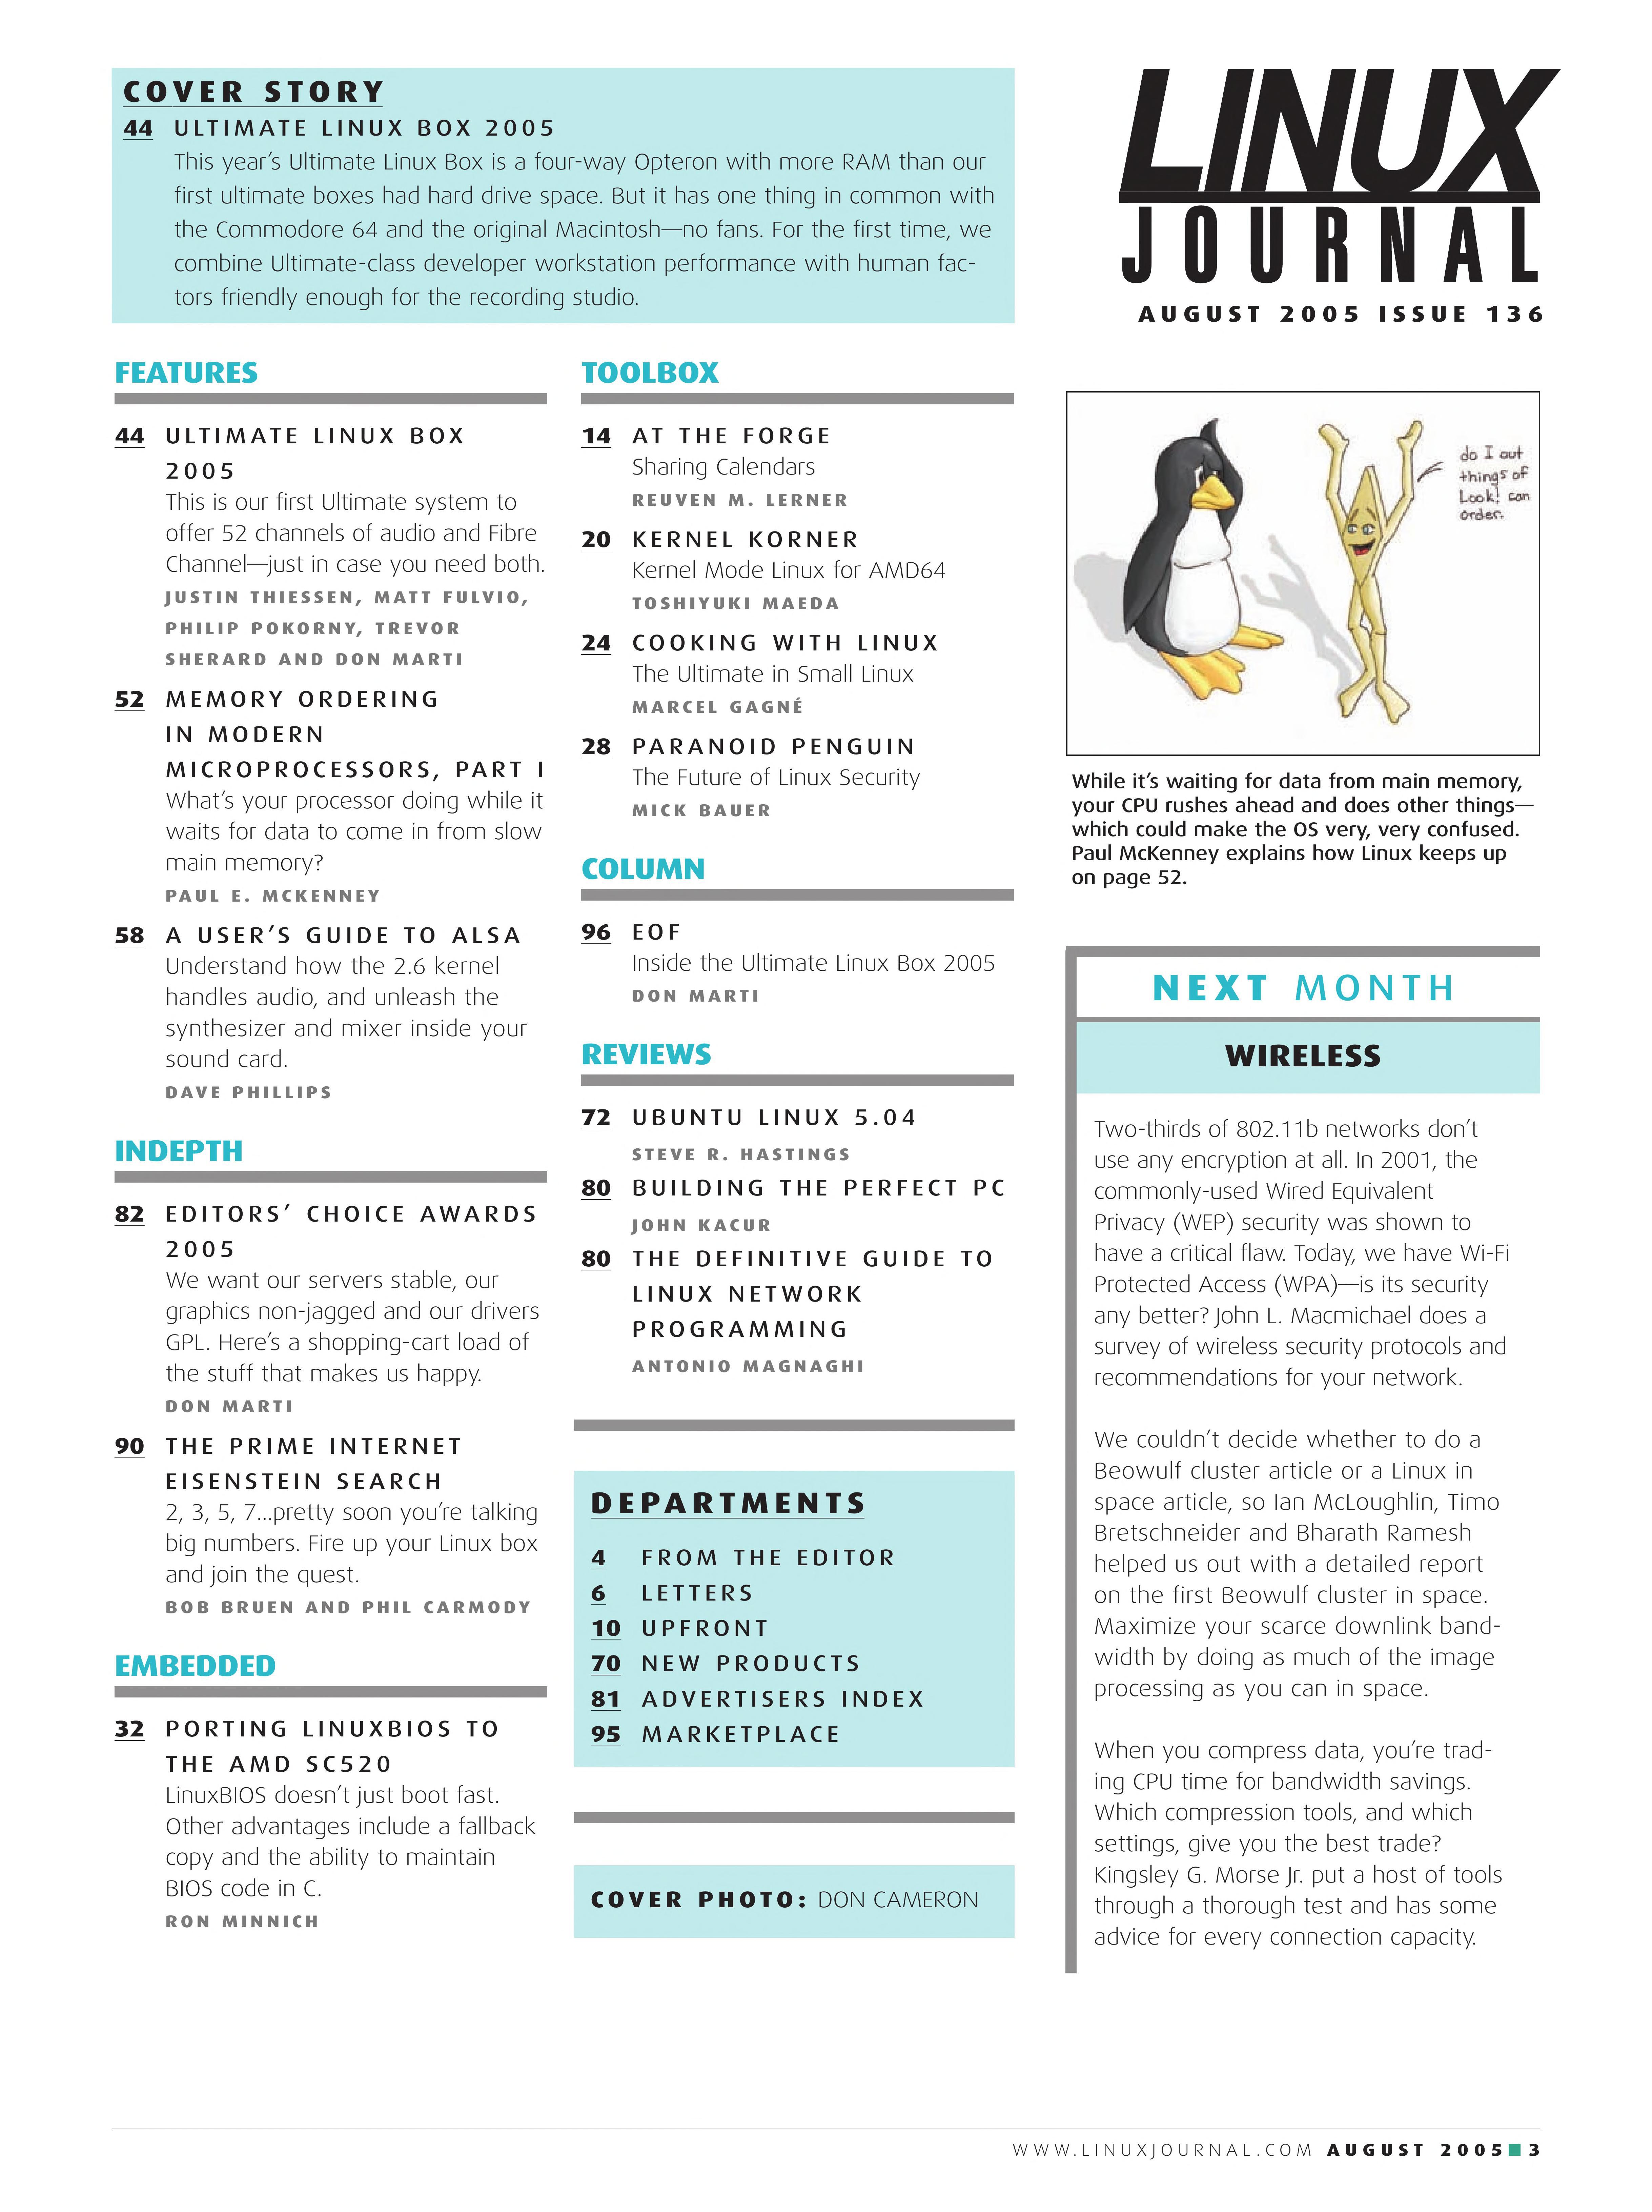 COVER STORY
44 ULTIMATE LINUX BOX 2005
This year's Ultimate Linux Box is a four-way Opteron with more RAM than our
first ultimate boxes had hard drive space. But it has one thing in common with
the Commodore 64 and the original Macintosh—no fans. For the first time, we
combine Ultimate-class developer workstation performance with human fac-
tors friendly enough for the recording studio.
LINUX
JOURNAL
AUGUST 2005 ISSUE 136
FEATURES
44 ULTIMATE LINUX BOX
2005
This is our first Ultimate system to
offer 52 channels of audio and Fibre
Channel—just in case you need both.
JUSTIN THIESSEN, MATT FULVIO,
PHILIP POKORNY, TREVOR
SHERARD AND DON MARTI
52 MEMORY ORDERING
IN MODERN
MICROPROCESSORS, PART I
What's your processor doing while it
waits for data to come in from slow
main memory?
PAUL E. MCKENNEY
58 A USER'S GUIDE TO ALSA
Understand how the 2.6 kernel
handles audio, and unleash the
synthesizer and mixer inside your
sound card.
DAVE PHILLIPS
INDEPTH
82 EDITORS' CHOICE AWARDS
2005
We want our servers stable, our
graphics non-jagged and our drivers
GPL. Here's a shopping-cart load of
the stuff that makes us happy.
DON MARTI
90 THE PRIME INTERNET
EISENSTEIN SEARCH
2, 3, 5, 7...pretty soon you're talking
big numbers. Fire up your Linux box
and join the quest.
BOB BRUEN AND PHIL CARMODY
EMBEDDED
32 PORTING LINUXBIOS TO
THE AMD SC520
LinuxBIOS doesn't just boot fast.
Other advantages include a fallback
copy and the ability to maintain
BIOS code in C.
RON MINNICH
TOOLBOX
14 AT THE FORGE
Sharing Calendars
REUVEN M. LERNER
20 KERNEL KORNER
Kernel Mode Linux for AMD64
TOSHIYUKI MAEDA
24 COOKING WITH LINUX
The Ultimate in Small Linux
MARCEL GAGNÉ
28 PARANOID PENGUIN
The Future of Linux Security
MICK BAUER
COLUMN
96 EOF
Inside the Ultimate Linux Box 2005
DON MARTI
REVIEWS
72 UBUNTU LINUX 5.04
STEVE R. HASTINGS
80 BUILDING THE PERFECT PC
JOHN KACUR
80 THE DEFINITIVE GUIDE TO
LINUX NETWORK
PROGRAMMING
ANTONIO MAGNAGHI
DEPARTMENTS
4 FROM THE EDITOR
6 LETTERS
10 UPFRONT
70 NEW PRODUCTS
81 ADVERTISERS INDEX
95 MARKETPLACE
COVER PHOTO: DON CAMERON
do I out
things of
Look! can
order.
While it's waiting for data from main memory,
your CPU rushes ahead and does other things—
which could make the OS very, very confused.
Paul McKenney explains how Linux keeps up
on page 52.
NEXT MONTH
WIRELESS
Two-thirds of 802.11b networks don't
use any encryption at all. In 2001, the
commonly-used Wired Equivalent
Privacy (WEP) security was shown to
have a critical flaw. Today, we have Wi-Fi
Protected Access (WPA)—is its security
any better? John L. Macmichael does a
survey of wireless security protocols and
recommendations for your network.
We couldn't decide whether to do a
Beowulf cluster article or a Linux in
space article, so Ian McLoughlin, Timo
Bretschneider and Bharath Ramesh
helped us out with a detailed report
on the first Beowulf cluster in space.
Maximize your scarce downlink band-
width by doing as much of the image
processing as you can in space.
When you compress data, you're trad-
ing CPU time for bandwidth savings.
Which compression tools, and which
settings, give you the best trade?
Kingsley G. Morse Jr. put a host of tools
through a thorough test and has some
advice for every connection capacity.
WWW.LINUXJOURNAL.COM AUGUST 2005 3